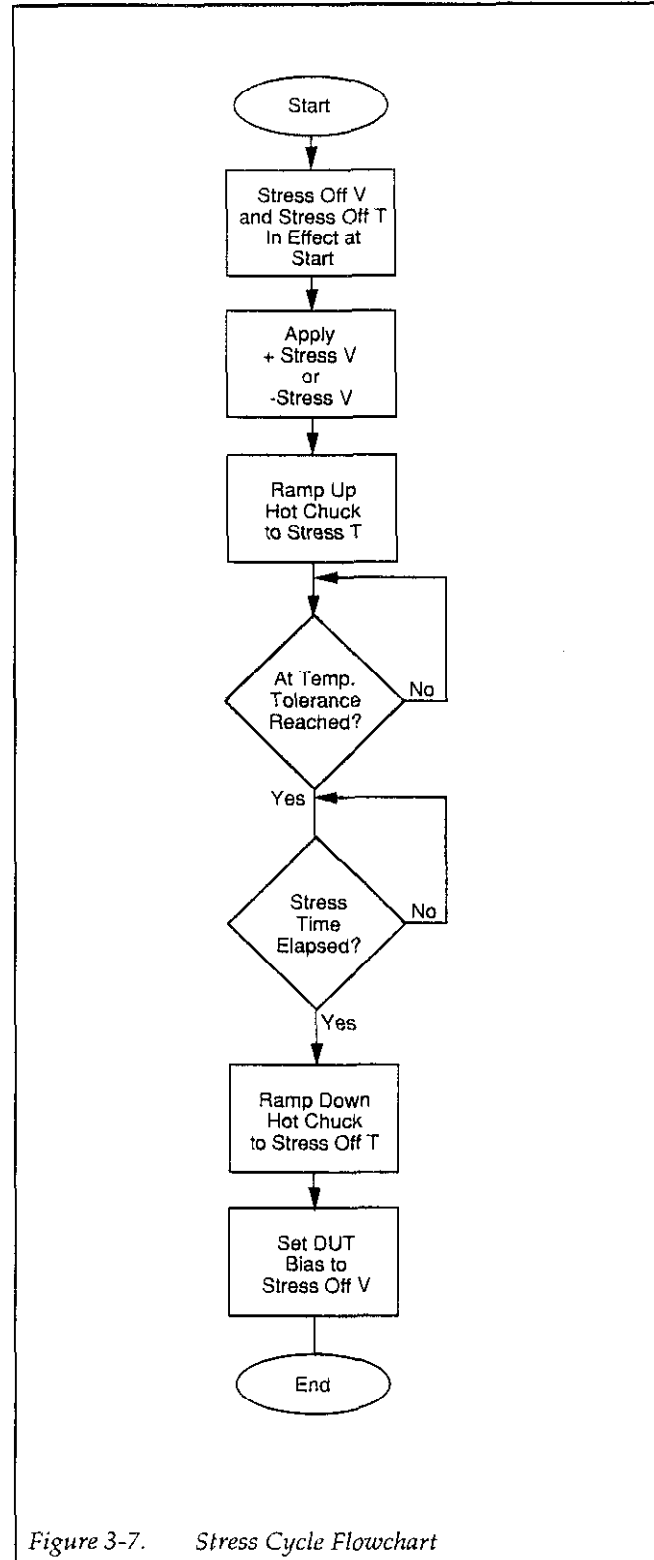 Start
Stress Off V
and Stress Off T
In Effect at
Start
Apply
+ Stress V
or
-Stress V
Ramp Up
Hot Chuck
to Stress T
At Temp.
Tolerance
Reached?
No
Yes
Stress
Time
Elapsed?
No
Yes
Ramp Down
Hot Chuck
to Stress Off T
Set DUT
Bias to
Stress Off V
End
Figure 3-7. Stress Cycle Flowchart